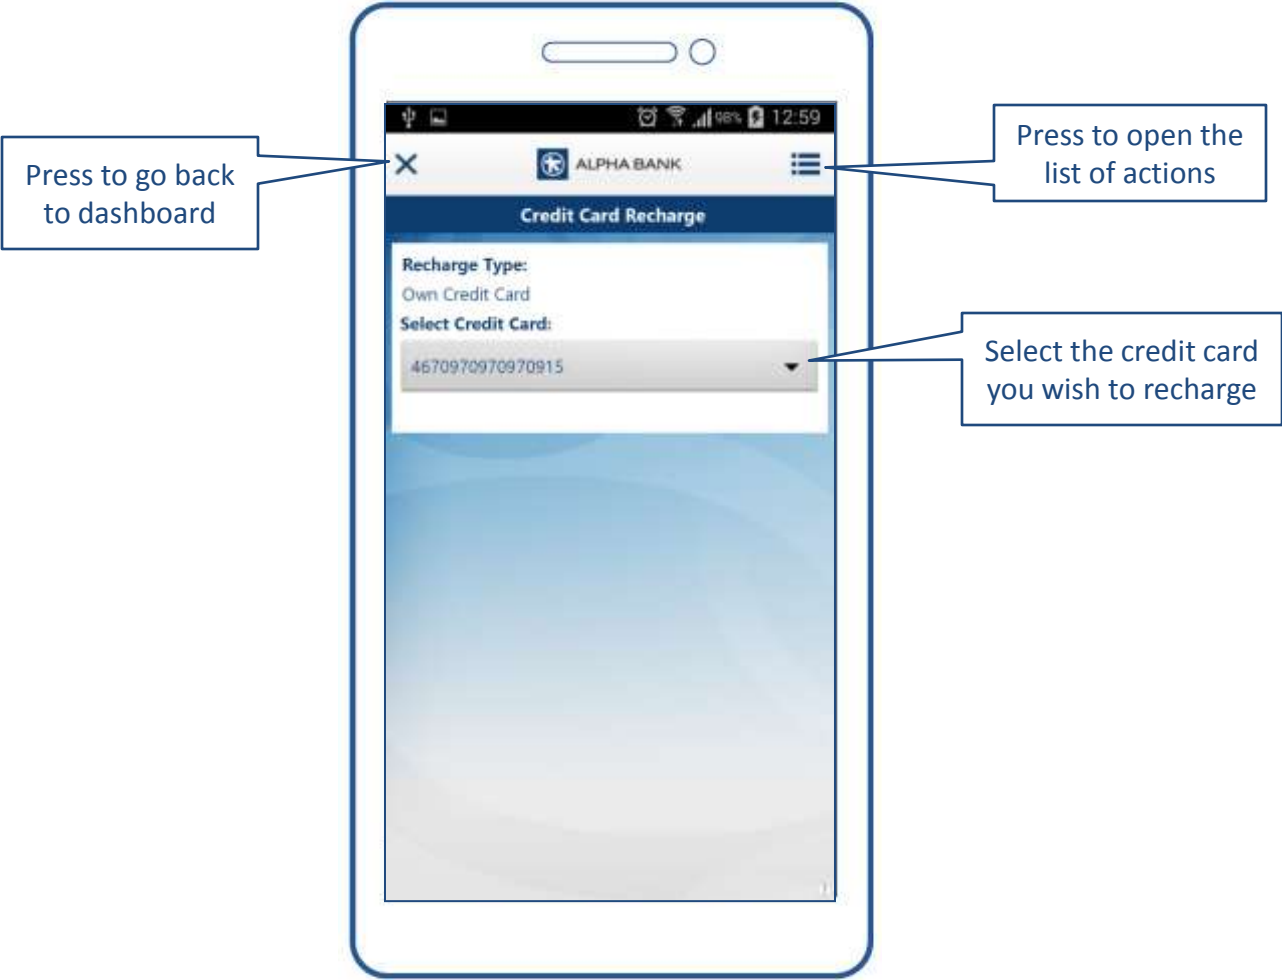 98% 12:59
Press to go back
to dashboard
ALPHA BANK
Press to open the
list of actions
Credit Card Recharge
Recharge Type:
Own Credit Card
Select Credit Card:
4670970970970915
Select the credit card
you wish to recharge